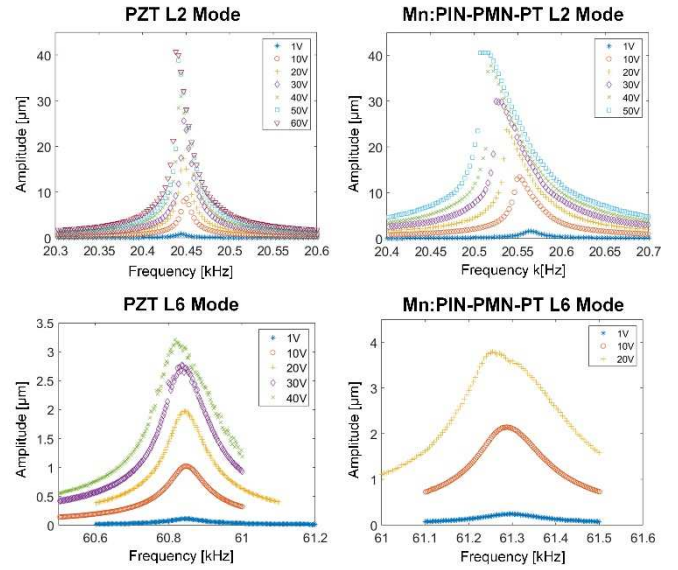 PZT L2 Mode
Amplitude [μm]
40
30
20
10
0
20.3 20.35 20.4 20.45 20.5 20.55 20.6
Frequency [kHz]
1V
10V
20V
30V
40V
50V
60V
Mn:PIN-PMN-PT L2 Mode
Amplitude [μm]
40
30
20
10
0
20.4 20.45 20.5 20.55 20.6 20.65 20.7
Frequency k[Hz]
1V
10V
20V
30V
40V
50V
PZT L6 Mode
Amplitude [μm]
3.5
3
2.5
2
1.5
1
0.5
0
60.6 60.8 61 61.2
Frequency [kHz]
1V
10V
20V
30V
40V
Mn:PIN-PMN-PT L6 Mode
Amplitude [μm]
4
3
2
1
0
61 61.1 61.2 61.3 61.4 61.5 61.6
Frequency [kHz]
1V
10V
20V